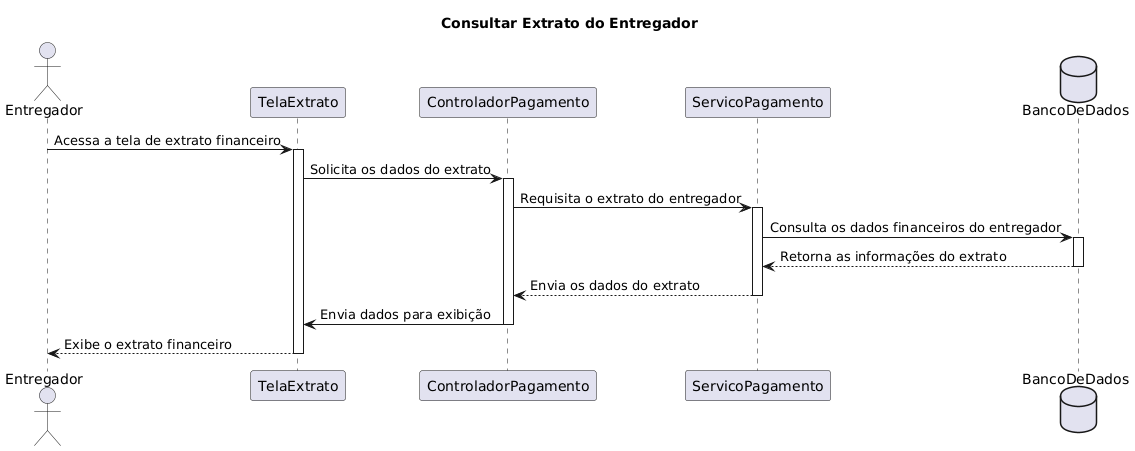 Consultar Extrato do Entregador
Entregador
TelaExtrato
ControladorPagamento
ServicoPagamento
BancoDeDados
Acessa a tela de extrato financeiro
Solicita os dados do extrato
Requisita o extrato do entregador
Consulta os dados financeiros do entregador
Retorna as informações do extrato
Envia os dados do extrato
Envia dados para exibição
Exibe o extrato financeiro
Entregador
TelaExtrato
ControladorPagamento
ServicoPagamento
BancoDeDados